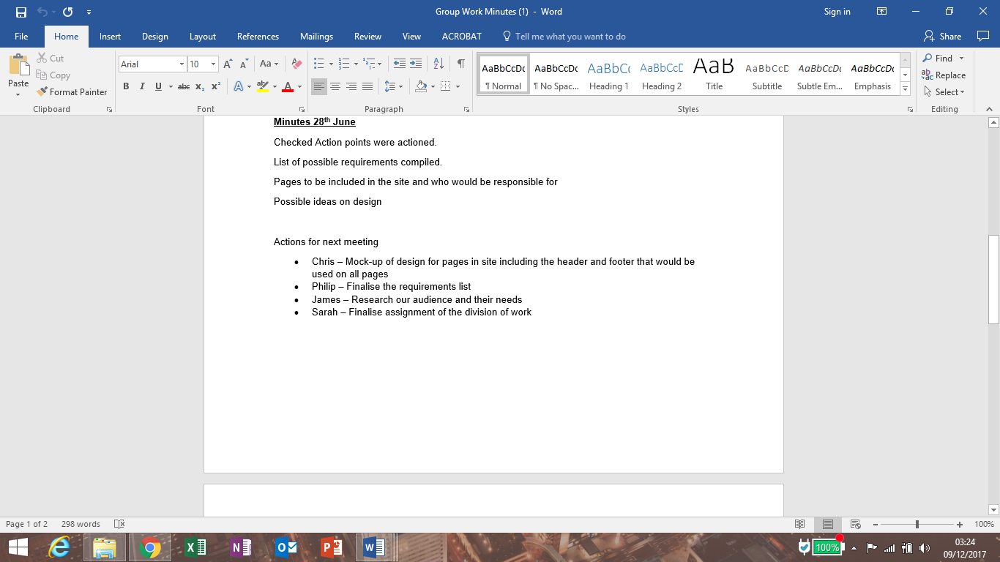 Group Work Minutes (1) - Word
Sign in
File Home Insert Design Layout References Mailings Review View ACROBAT Tell me what you want to do Share
Paste
Cut
Copy
Format Painter
Clipboard
Arial 10
Aa
B I U abc x₂ x²
A ab A
Font
Paragraph
AaBbCcDc AaBbCcDc AaBbCc AaBbCcD AaB AaBbCcD AaBbCcDc AaBbCcDc
¶ Normal ¶ No Spac... Heading 1 Heading 2 Title Subtitle Subtle Em... Emphasis
Styles
Find
Replace
Select
Editing
Minutes 28th June
Checked Action points were actioned.
List of possible requirements compiled.
Pages to be included in the site and who would be responsible for
Possible ideas on design
Actions for next meeting
• Chris – Mock-up of design for pages in site including the header and footer that would be
used on all pages
• Philip – Finalise the requirements list
• James – Research our audience and their needs
• Sarah – Finalise assignment of the division of work
Page 1 of 2 298 words
100%
100%
03:24
09/12/2017